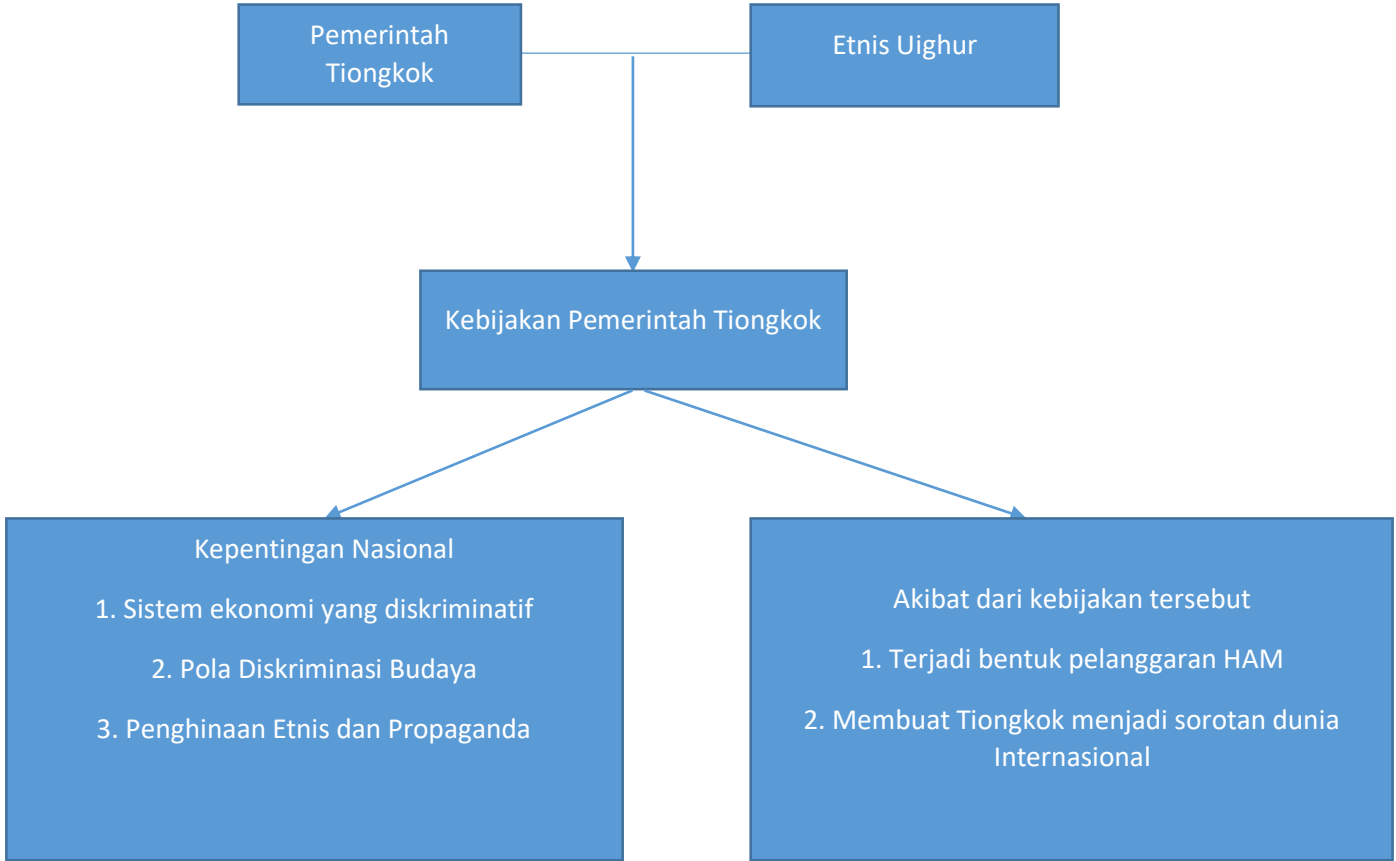 Pemerintah
Tiongkok
Etnis Uighur
Kebijakan Pemerintah Tiongkok
Kepentingan Nasional
1. Sistem ekonomi yang diskriminatif
2. Pola Diskriminasi Budaya
3. Penghinaan Etnis dan Propaganda
Akibat dari kebijakan tersebut
1. Terjadi bentuk pelanggaran HAM
2. Membuat Tiongkok menjadi sorotan dunia
Internasional